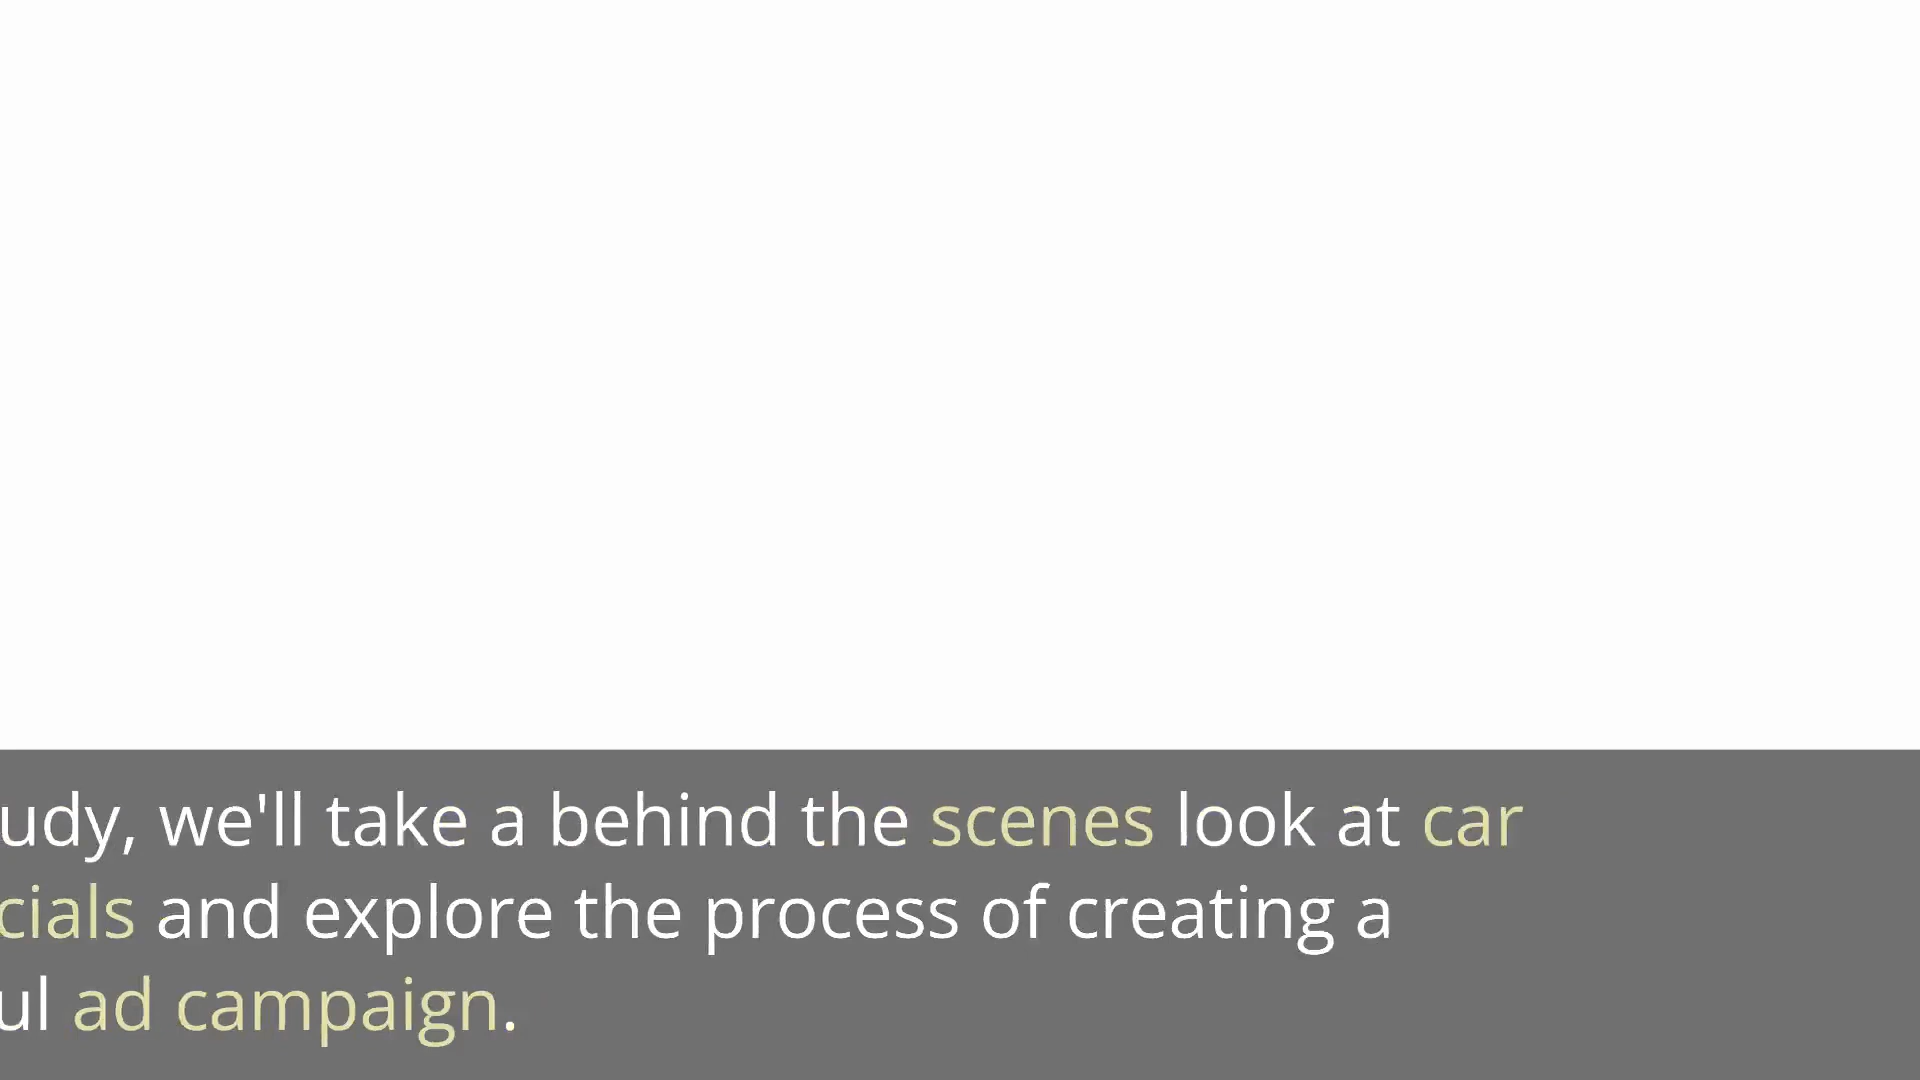 udy, we'll take a behind the scenes look at car
cials and explore the process of creating a
ul ad campaign.